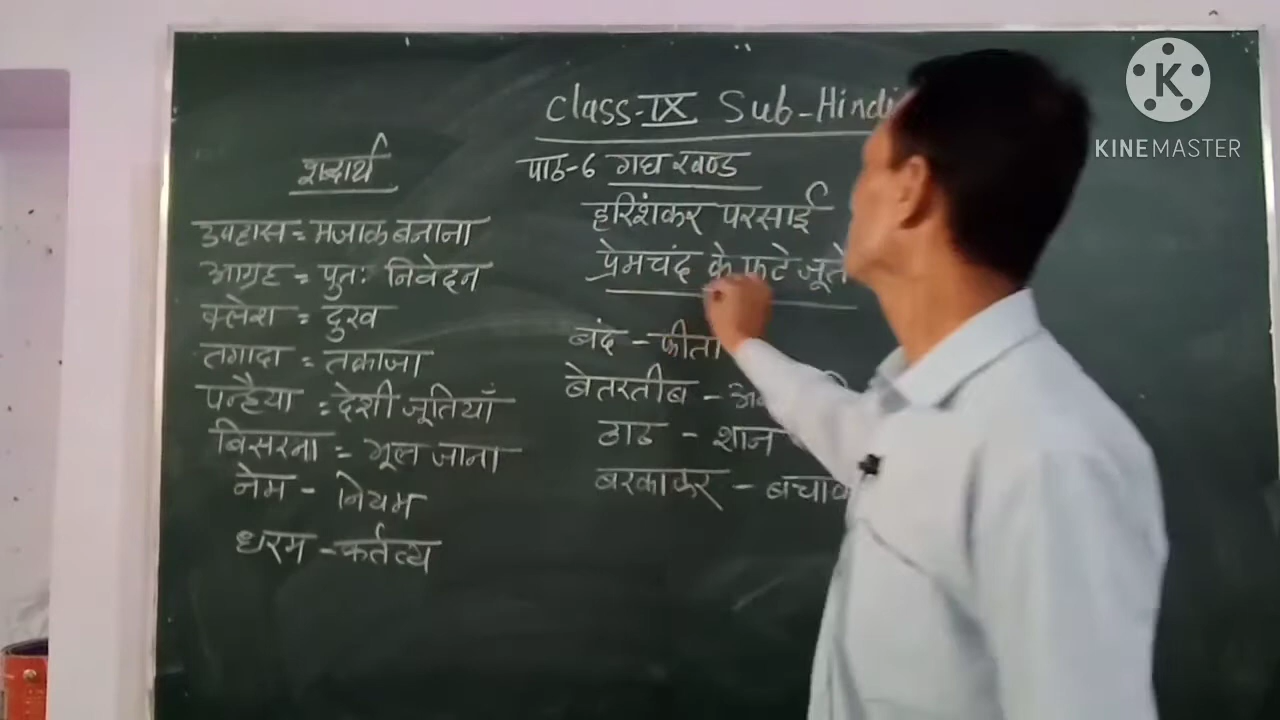 Class-IX Sub-Hindi
पाठ-6 गद्य खण्ड
हरिशंकर परसाई
प्रेमचंद के फटे जूते
शब्दार्थ
उपहास = मजाक बनाना
आग्रह = पुनः निवेदन
क्लेश = दुख
तगादा = तकाजा
पन्हैया = देशी जूतियाँ
बिसरना = भूल जाना
नेम - नियम
धरम - कर्तव्य
बंद - फीता
बेतरतीब -
ठाठ - शान
बरकाकर -
KINEMASTER